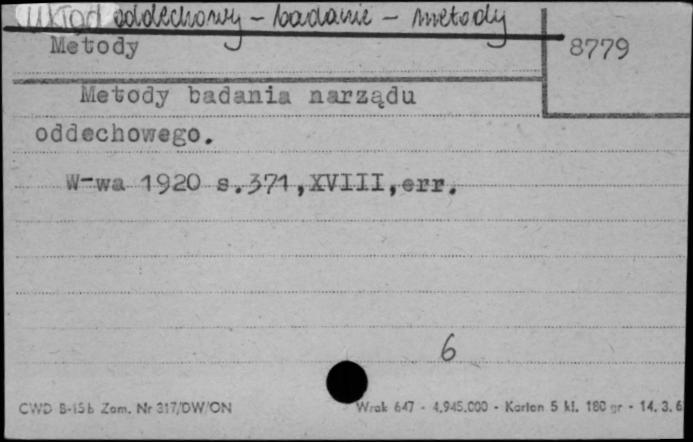 Układ oddechowy - badanie - metody
Metody
8779
Metody badania narządu
oddechowego.
W-wa 1920 s.371,XVIII,err.
6
CWD B-15b Zam. Nr 317/DW/ON
Wrak 647 - 4.945.000 - Karton 5 kl. 180 gr - 14. 3. 6